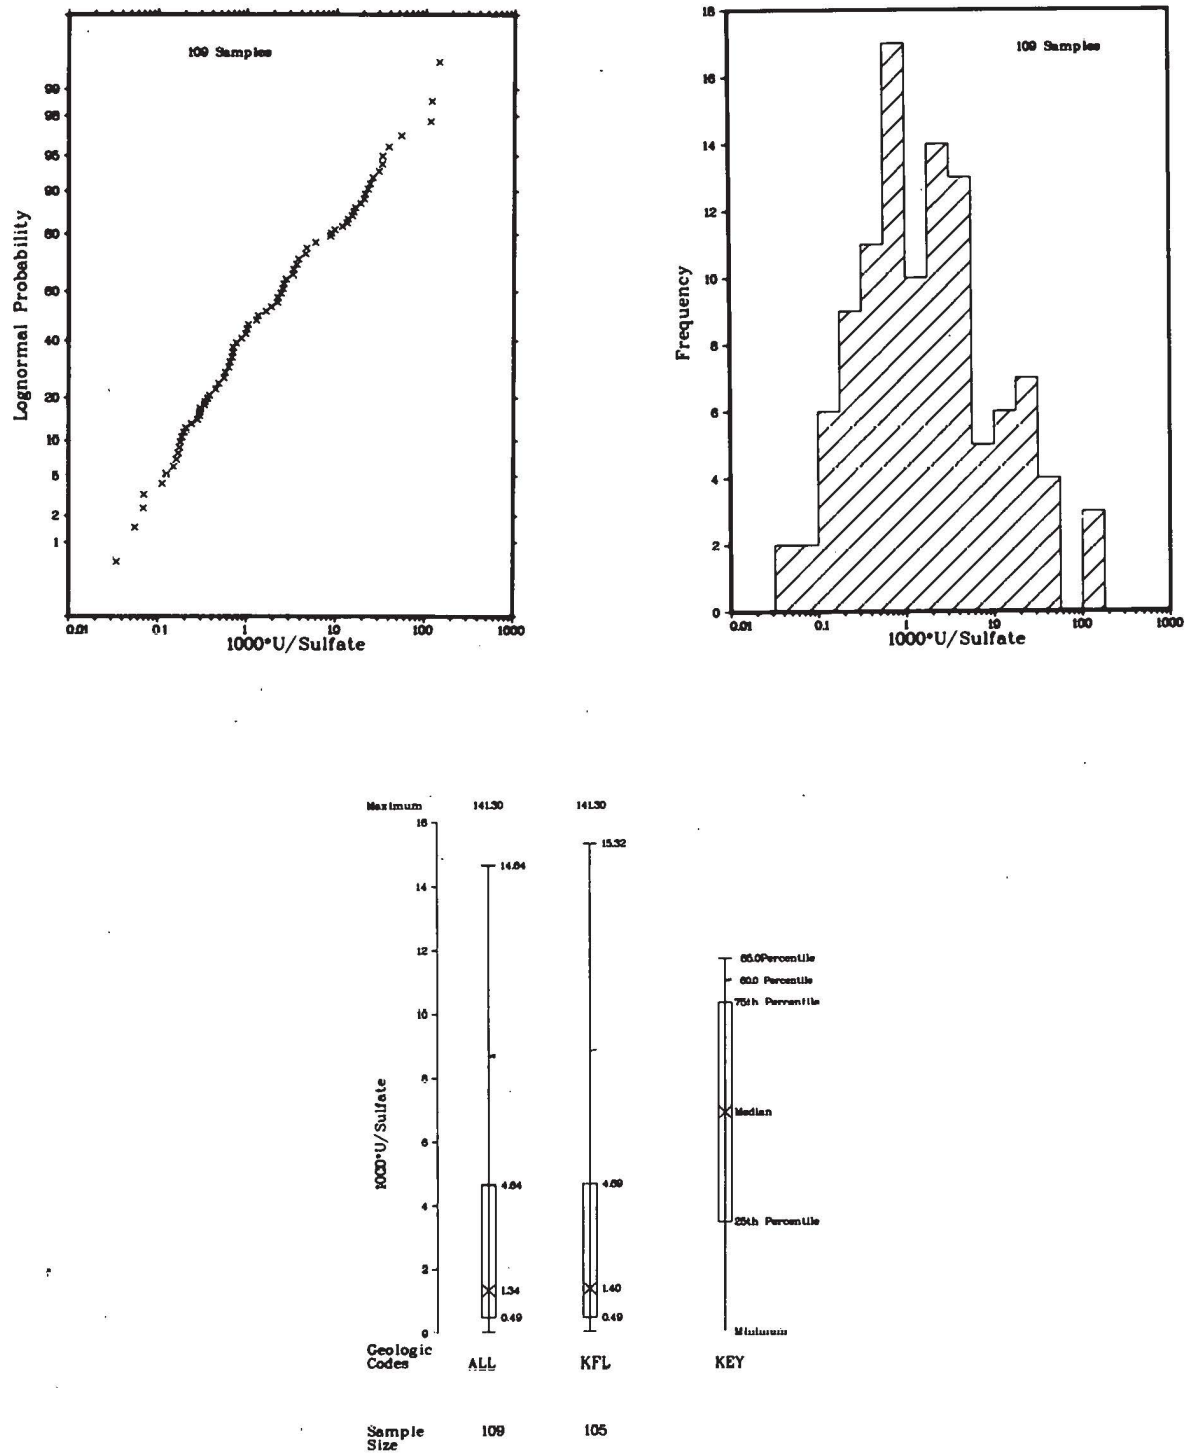 109 Samples
Lognormal Probability
99
98
95
90
80
60
40
20
10
5
2
1
0.01 0.1 1 10 100 1000
1000*U/Sulfate
109 Samples
Frequency
18
16
14
12
10
8
6
4
2
0
0.01 0.1 1 10 100 1000
1000*U/Sulfate
Maximum 141.30 141.30
1000*U/Sulfate
16
14
12
10
8
6
4
2
0
14.64
4.64
1.34
0.49
15.32
4.69
1.40
0.49
85.0Percentile
80.0 Percentile
75th Percentile
Median
25th Percentile
Minimum
Geologic
Codes ALL KFL KEY
Sample
Size 109 105